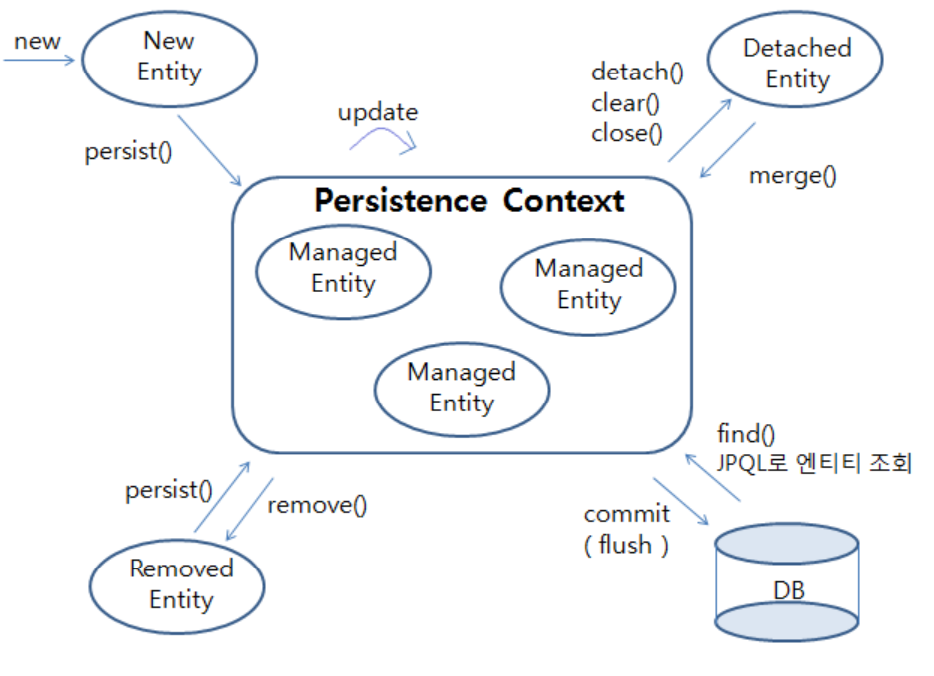 new
New
Entity
persist()
update
detach()
clear()
close()
Detached
Entity
merge()
Persistence Context
Managed
Entity
Managed
Entity
Managed
Entity
persist()
remove()
Removed
Entity
commit
( flush )
find()
JPQL로 엔티티 조회
DB